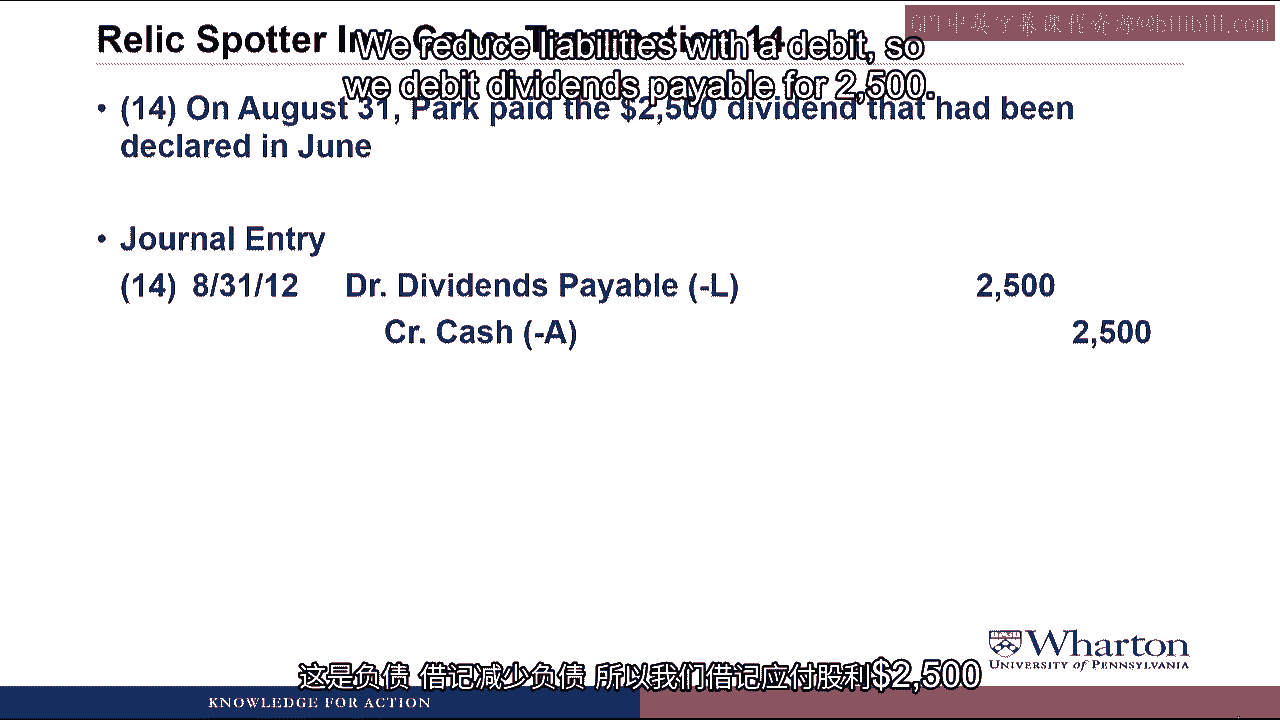 Relic Spotter Inc. Case: Transaction 14
We reduce liabilities with a debit, so
we debit dividends payable for 2,500.
• (14) On August 31, Park paid the $2,500 dividend that had been
declared in June
• Journal Entry
(14) 8/31/12 Dr. Dividends Payable (-L) 2,500
Cr. Cash (-A) 2,500
Wharton
UNIVERSITY of PENNSYLVANIA
这是负债 借记减少负债 所以我们借记应付股利$2,500
KNOWLEDGE FOR ACTION